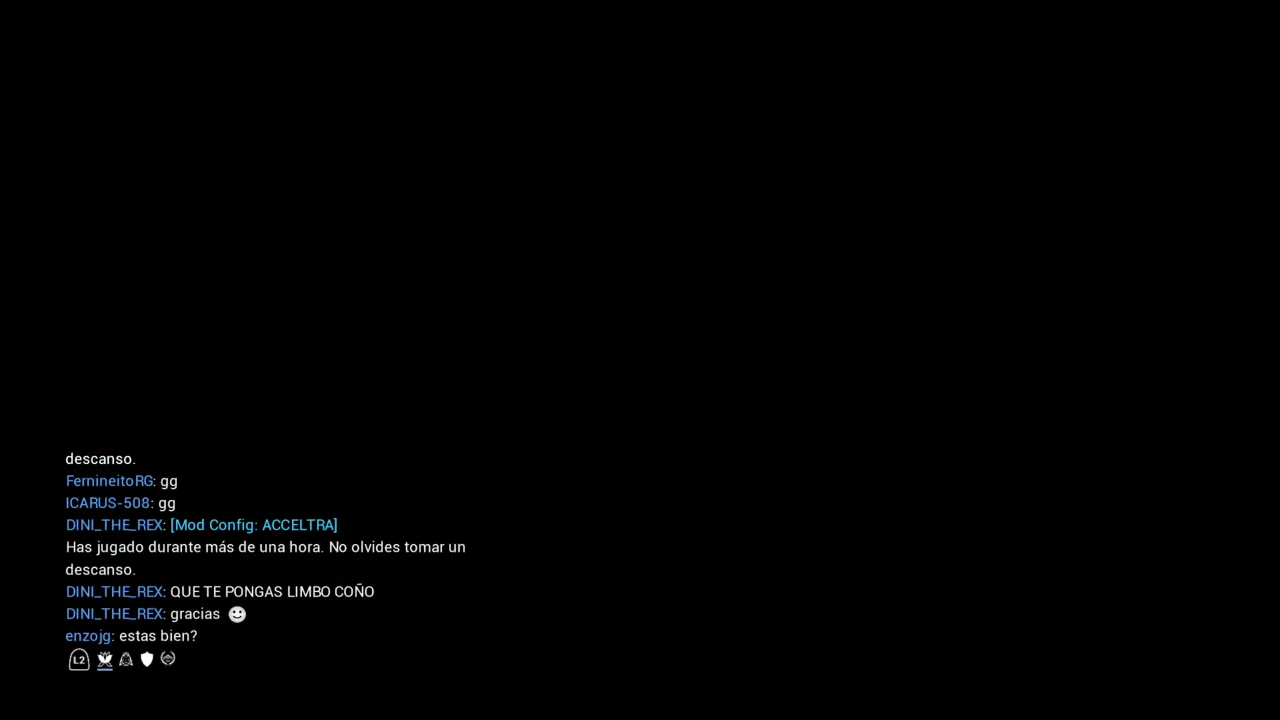 descanso.
FernineitoRG: gg
ICARUS-508: gg
DINI_THE_REX: [Mod Config: ACCELTRA]
Has jugado durante más de una hora. No olvides tomar un
descanso.
DINI_THE_REX: QUE TE PONGAS LIMBO COÑO
DINI_THE_REX: gracias
enzojg: estas bien?
L2